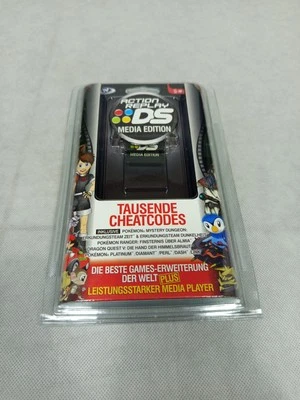 ACTION REPLAY
DS
MEDIA EDITION
MEDIA EDITION
TAUSENDE
CHEATCODES
INKLUSIVE POKÉMON: MYSTERY DUNGEON:
ERKUNDUNGSTEAM ZEIT & ERKUNDUNGSTEAM DUNKELHEIT
POKÉMON RANGER: FINSTERNIS ÜBER ALMIA
DRAGON QUEST V: DIE HAND DER HIMMELSBRAUT
POKÉMON: PLATINUM DIAMANT PERL DASH
DIE BESTE GAMES-ERWEITERUNG
DER WELT PLUS
LEISTUNGSSTARKER MEDIA PLAYER